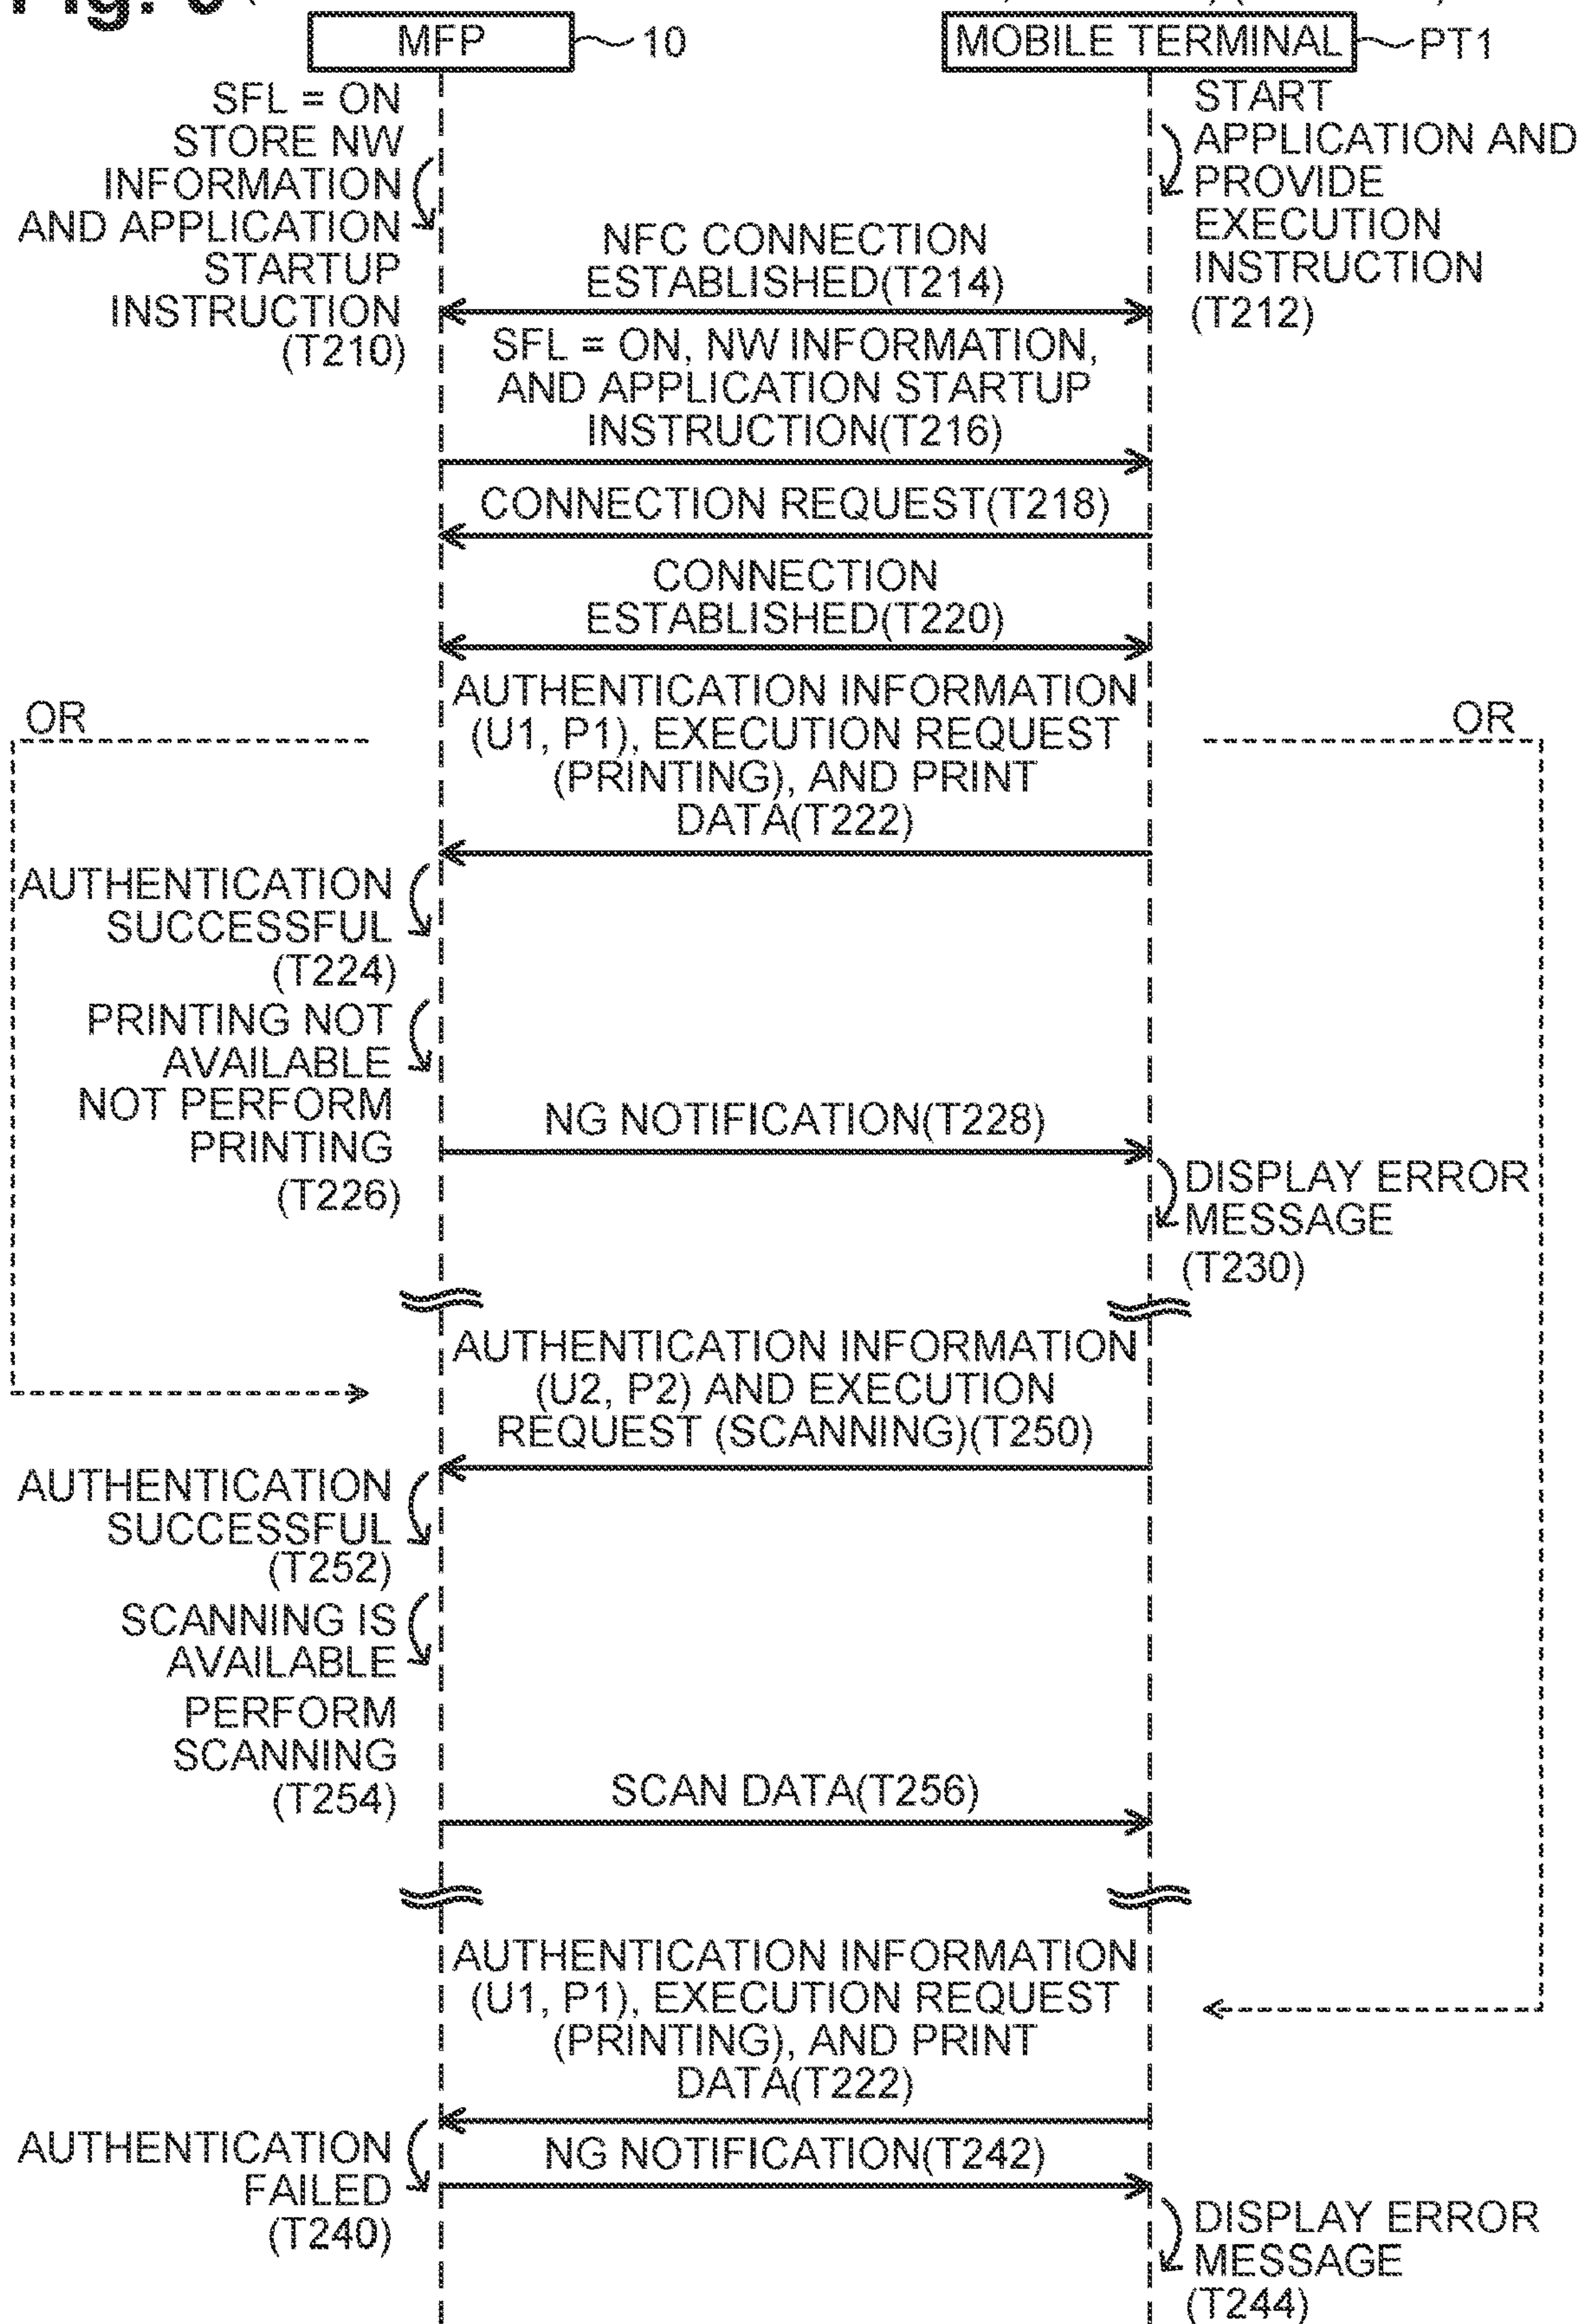 MFP
10
MOBILE TERMINAL
PT1
SFL = ON
STORE NW
INFORMATION
AND APPLICATION
STARTUP
INSTRUCTION
(T210)
START
APPLICATION AND
PROVIDE
EXECUTION
INSTRUCTION
(T212)
NFC CONNECTION
ESTABLISHED(T214)
SFL = ON, NW INFORMATION,
AND APPLICATION STARTUP
INSTRUCTION(T216)
CONNECTION REQUEST(T218)
CONNECTION
ESTABLISHED(T220)
OR
OR
AUTHENTICATION INFORMATION
(U1, P1), EXECUTION REQUEST
(PRINTING), AND PRINT
DATA(T222)
AUTHENTICATION
SUCCESSFUL
(T224)
PRINTING NOT
AVAILABLE
NOT PERFORM
PRINTING
(T226)
NG NOTIFICATION(T228)
DISPLAY ERROR
MESSAGE
(T230)
AUTHENTICATION INFORMATION
(U2, P2) AND EXECUTION
REQUEST (SCANNING)(T250)
AUTHENTICATION
SUCCESSFUL
(T252)
SCANNING IS
AVAILABLE
PERFORM
SCANNING
(T254)
SCAN DATA(T256)
AUTHENTICATION INFORMATION
(U1, P1), EXECUTION REQUEST
(PRINTING), AND PRINT
DATA(T222)
AUTHENTICATION
FAILED
(T240)
NG NOTIFICATION(T242)
DISPLAY ERROR
MESSAGE
(T244)